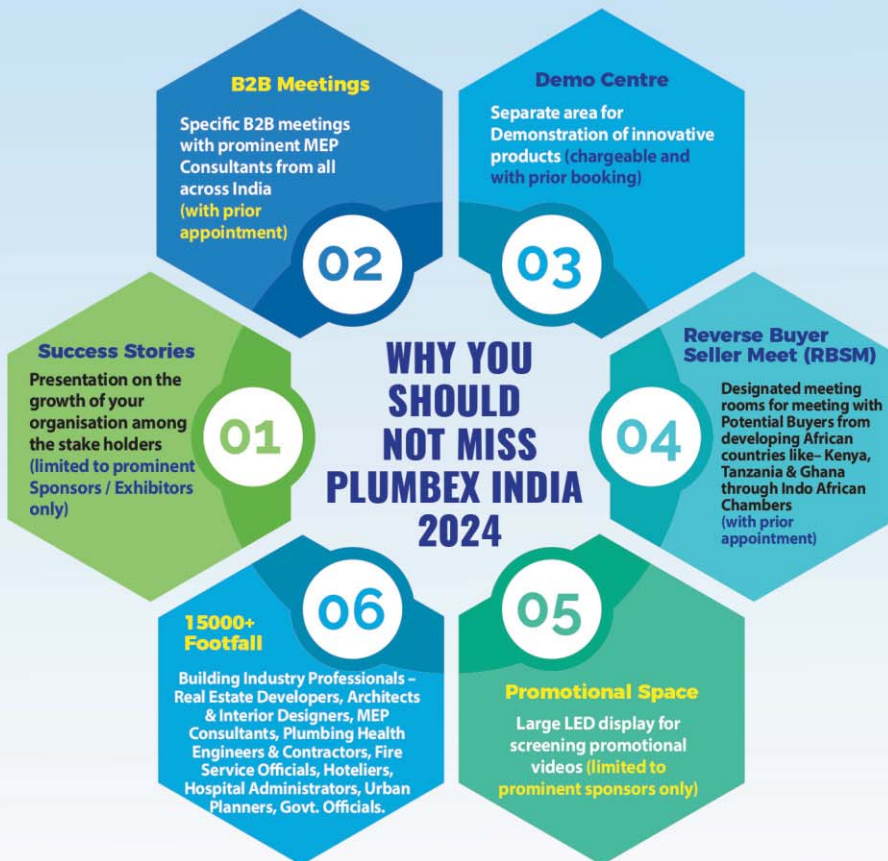 WHY YOU
SHOULD
NOT MISS
PLUMBEX INDIA
2024
01
Success Stories
Presentation on the
growth of your
organisation among
the stake holders
(limited to prominent
Sponsors / Exhibitors
only)
02
B2B Meetings
Specific B2B meetings
with prominent MEP
Consultants from all
across India
(with prior
appointment)
03
Demo Centre
Separate area for
Demonstration of innovative
products (chargeable and
with prior booking)
04
Reverse Buyer
Seller Meet (RBSM)
Designated meeting
rooms for meeting with
Potential Buyers from
developing African
countries like– Kenya,
Tanzania & Ghana
through Indo African
Chambers
(with prior
appointment)
05
Promotional Space
Large LED display for
screening promotional
videos (limited to
prominent sponsors only)
06
15000+
Footfall
Building Industry Professionals –
Real Estate Developers, Architects
& Interior Designers, MEP
Consultants, Plumbing Health
Engineers & Contractors, Fire
Service Officials, Hoteliers,
Hospital Administrators, Urban
Planners, Govt. Officials.